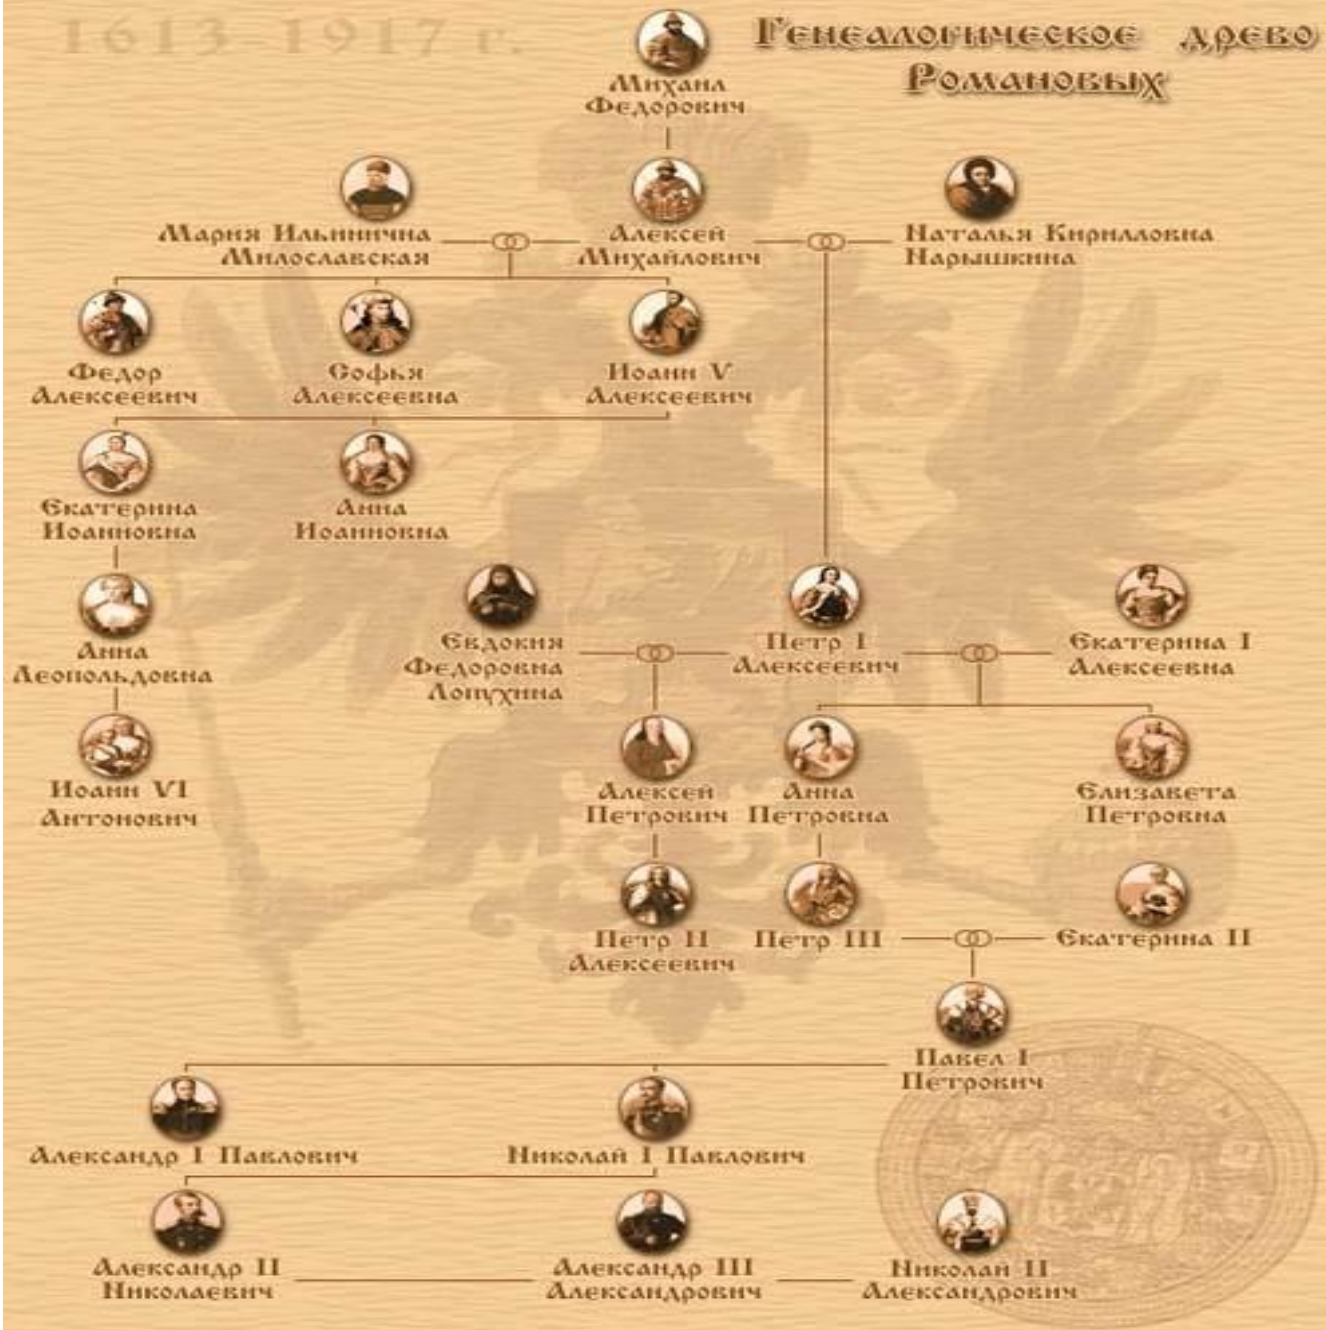 1613 1917 г.
Генеалогическое древо
Романовых
Михаил
Федорович
Мария Ильинична
Милославская
Алексей
Михайлович
Наталья Кирилловна
Нарышкина
Федор
Алексеевич
Софья
Алексеевна
Иоанн V
Алексеевич
Екатерина
Иоанновна
Анна
Иоанновна
Анна
Леопольдовна
Евдокия
Федоровна
Лопухина
Петр I
Алексеевич
Екатерина I
Алексеевна
Иоанн VI
Антонович
Алексей
Петрович
Анна
Петровна
Елизавета
Петровна
Петр II
Алексеевич
Петр III
Екатерина II
Павел I
Петрович
Александр I Павлович
Николай I Павлович
Александр II
Николаевич
Александр III
Александрович
Николай II
Александрович